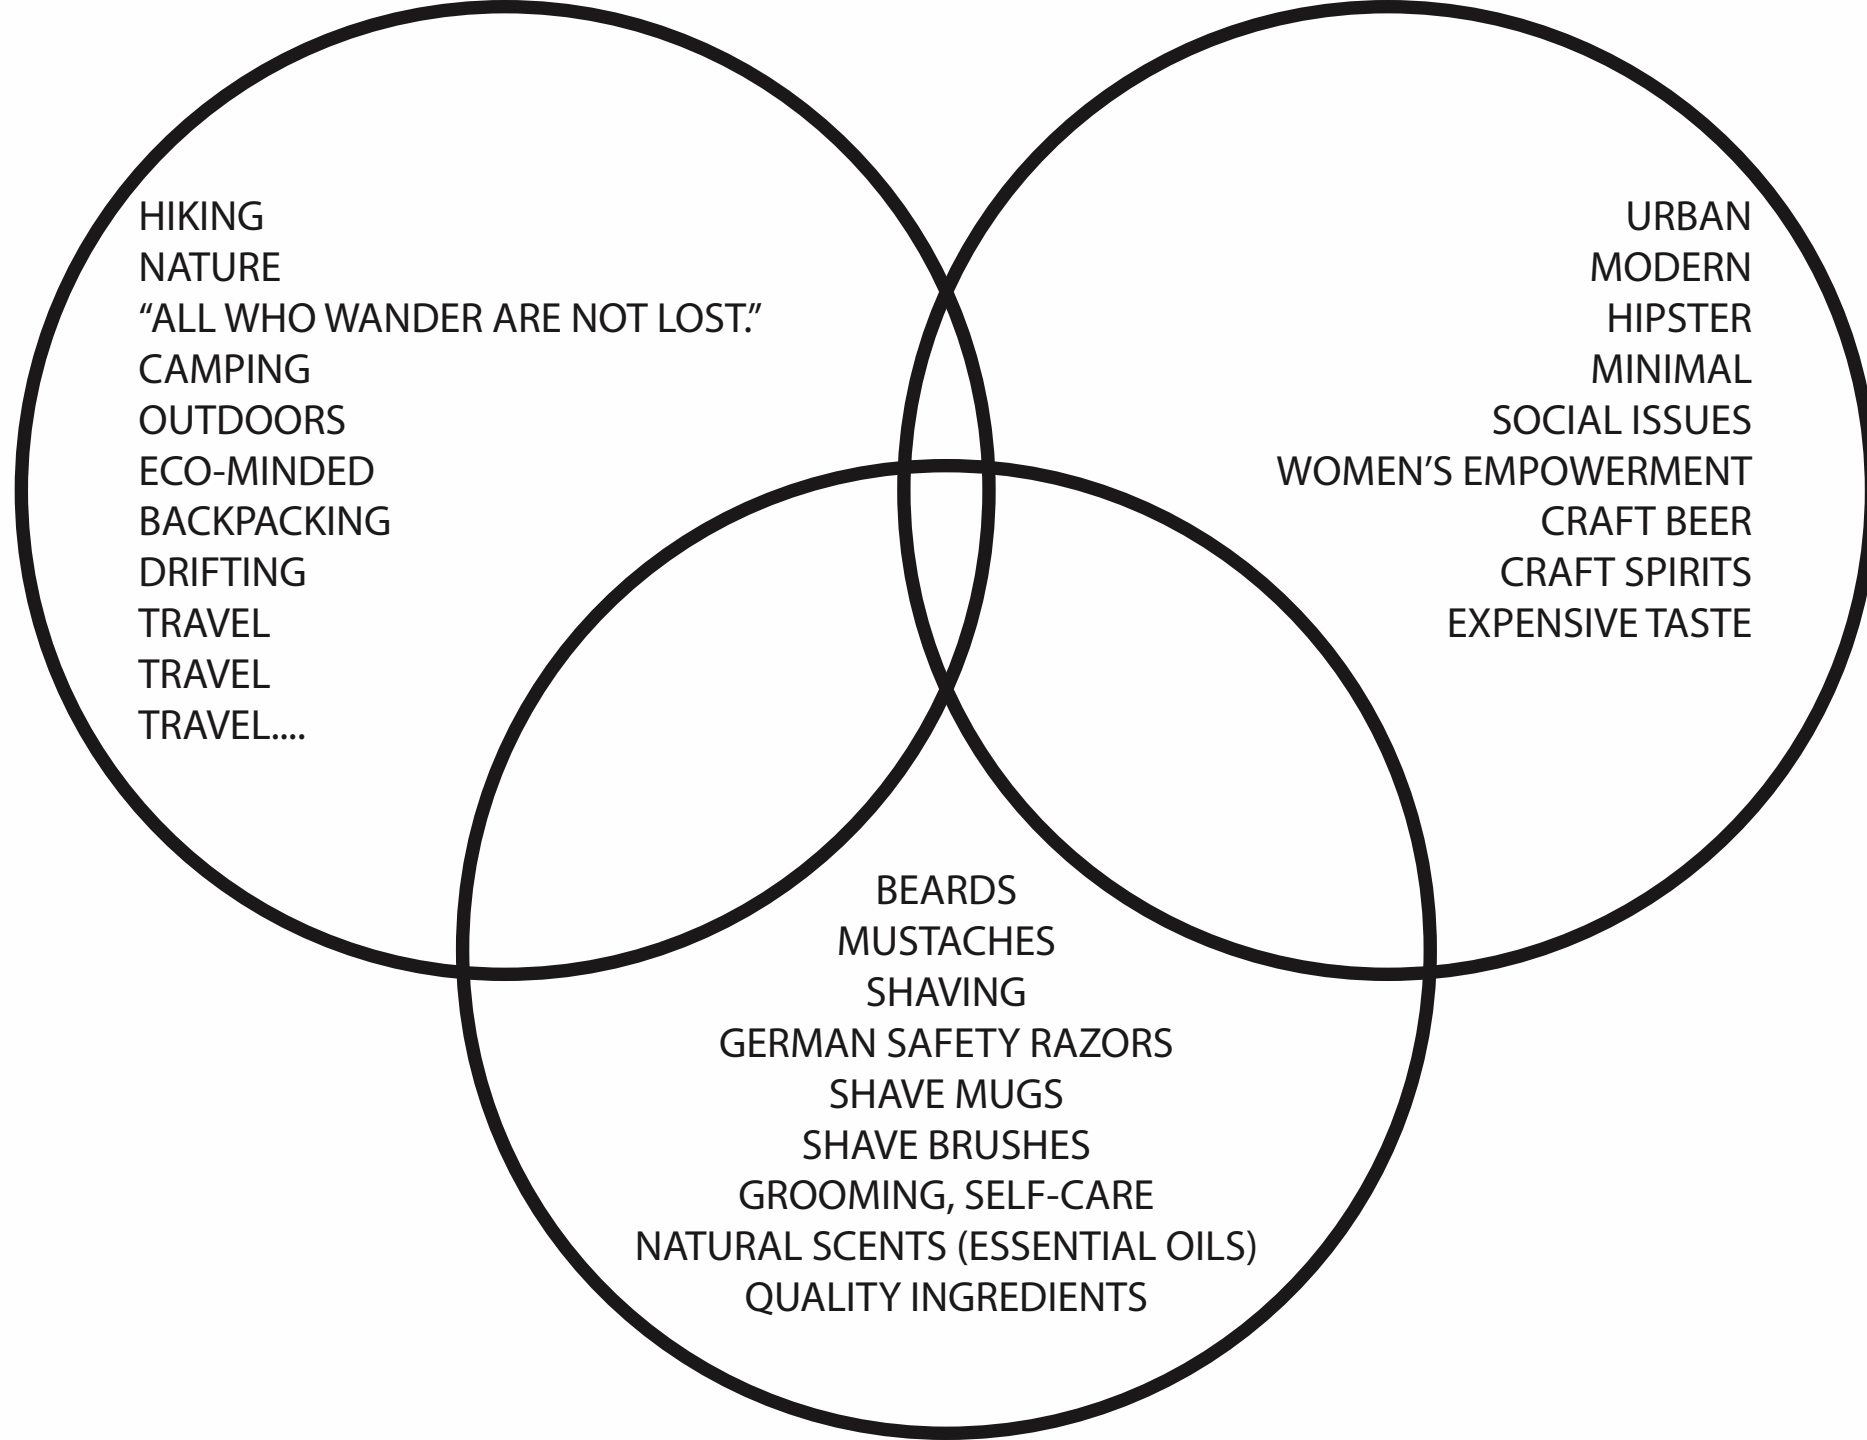 HIKING
NATURE
“ALL WHO WANDER ARE NOT LOST.”
CAMPING
OUTDOORS
ECO-MINDED
BACKPACKING
DRIFTING
TRAVEL
TRAVEL
TRAVEL....
URBAN
MODERN
HIPSTER
MINIMAL
SOCIAL ISSUES
WOMEN’S EMPOWERMENT
CRAFT BEER
CRAFT SPIRITS
EXPENSIVE TASTE
BEARDS
MUSTACHES
SHAVING
GERMAN SAFETY RAZORS
SHAVE MUGS
SHAVE BRUSHES
GROOMING, SELF-CARE
NATURAL SCENTS (ESSENTIAL OILS)
QUALITY INGREDIENTS